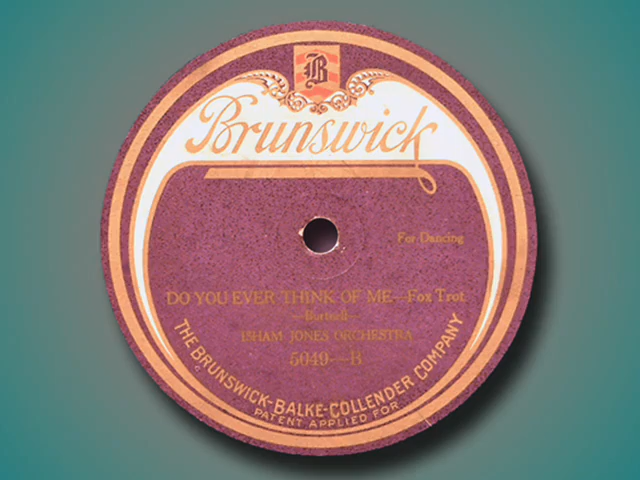 B
Brunswick
For Dancing
DO YOU EVER THINK OF ME—Fox Trot
—Burtnett—
ISHAM JONES ORCHESTRA
5049—B
THE BRUNSWICK-BALKE-COLLENDER COMPANY
PATENT APPLIED FOR